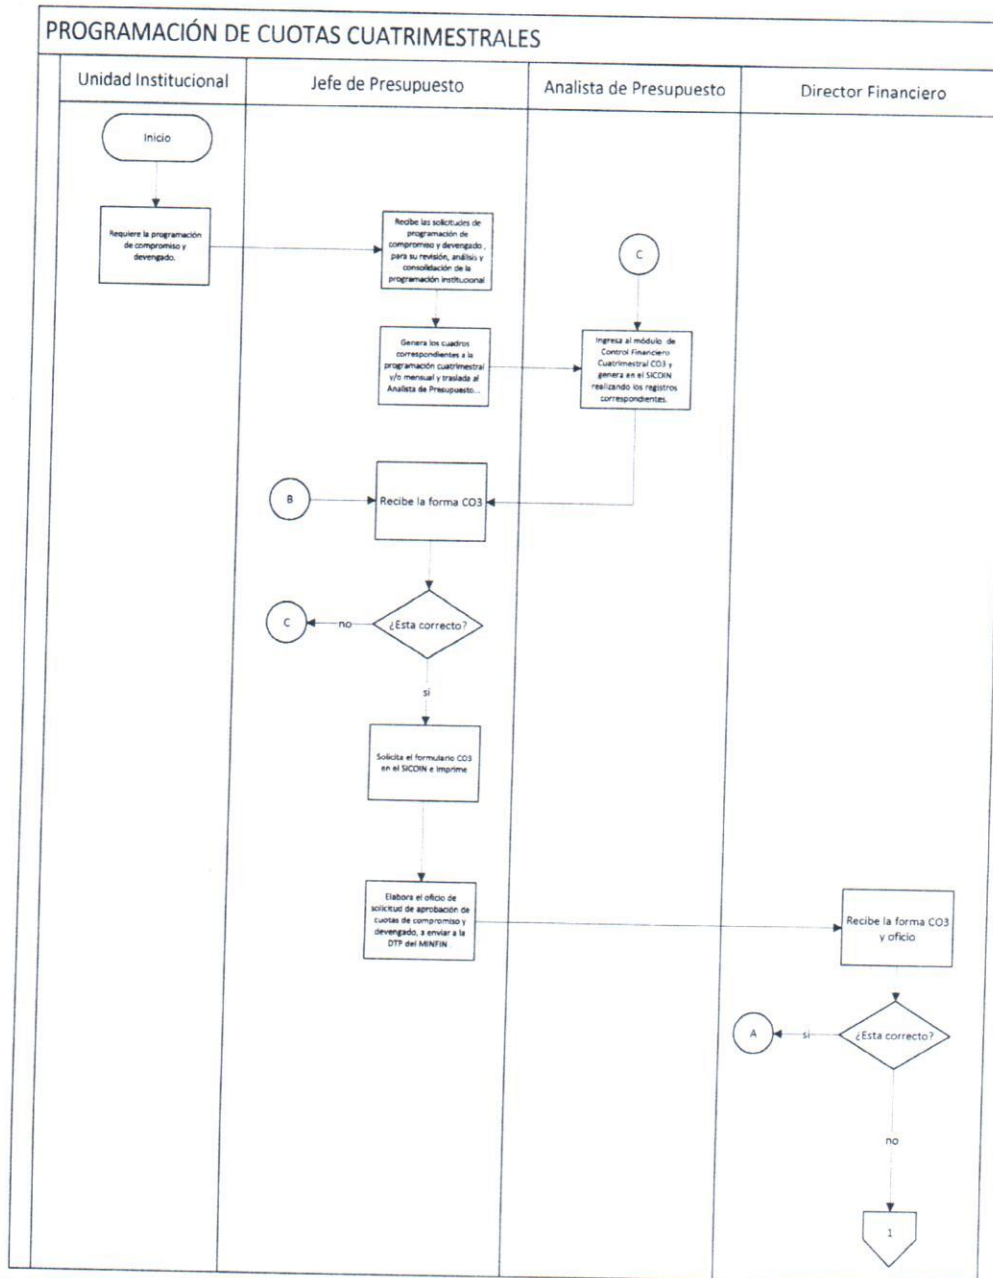 PROGRAMACIÓN DE CUOTAS CUATRIMESTRALES
Unidad Institucional
Jefe de Presupuesto
Analista de Presupuesto
Director Financiero
Inicio
Requiere la programación
de compromiso y
devengado.
Recibe las solicitudes de
programación de
compromiso y devengado ,
para su revisión, análisis y
consolidación de la
programación institucional
C
Genera los cuadros
correspondientes a la
programación cuatrimestral
y/o mensual y traslada al
Analista de Presupuesto...
Ingresa al módulo de
Control Financiero
Cuatrimestral CO3 y
genera en el SICOIN
realizando los registros
correspondientes.
B
Recibe la forma CO3
C
no
¿Esta correcto?
si
Solicita el formulario CO3
en el SICOIN e imprime
Elabora el oficio de
solicitud de aprobación de
cuotas de compromiso y
devengado, a enviar a la
DTP del MINFIN .
Recibe la forma CO3
y oficio
A
si
¿Esta correcto?
no
1